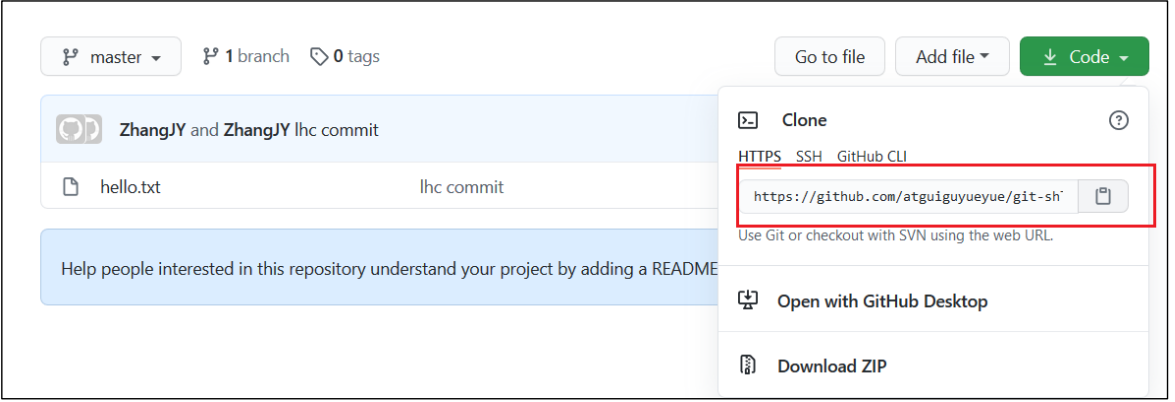 master 1 branch 0 tags Go to file Add file Code
ZhangJY and ZhangJY lhc commit
hello.txt lhc commit
Help people interested in this repository understand your project by adding a README
Clone
HTTPS SSH GitHub CLI
https://github.com/atguiguyueyue/git-sh
Use Git or checkout with SVN using the web URL.
Open with GitHub Desktop
Download ZIP